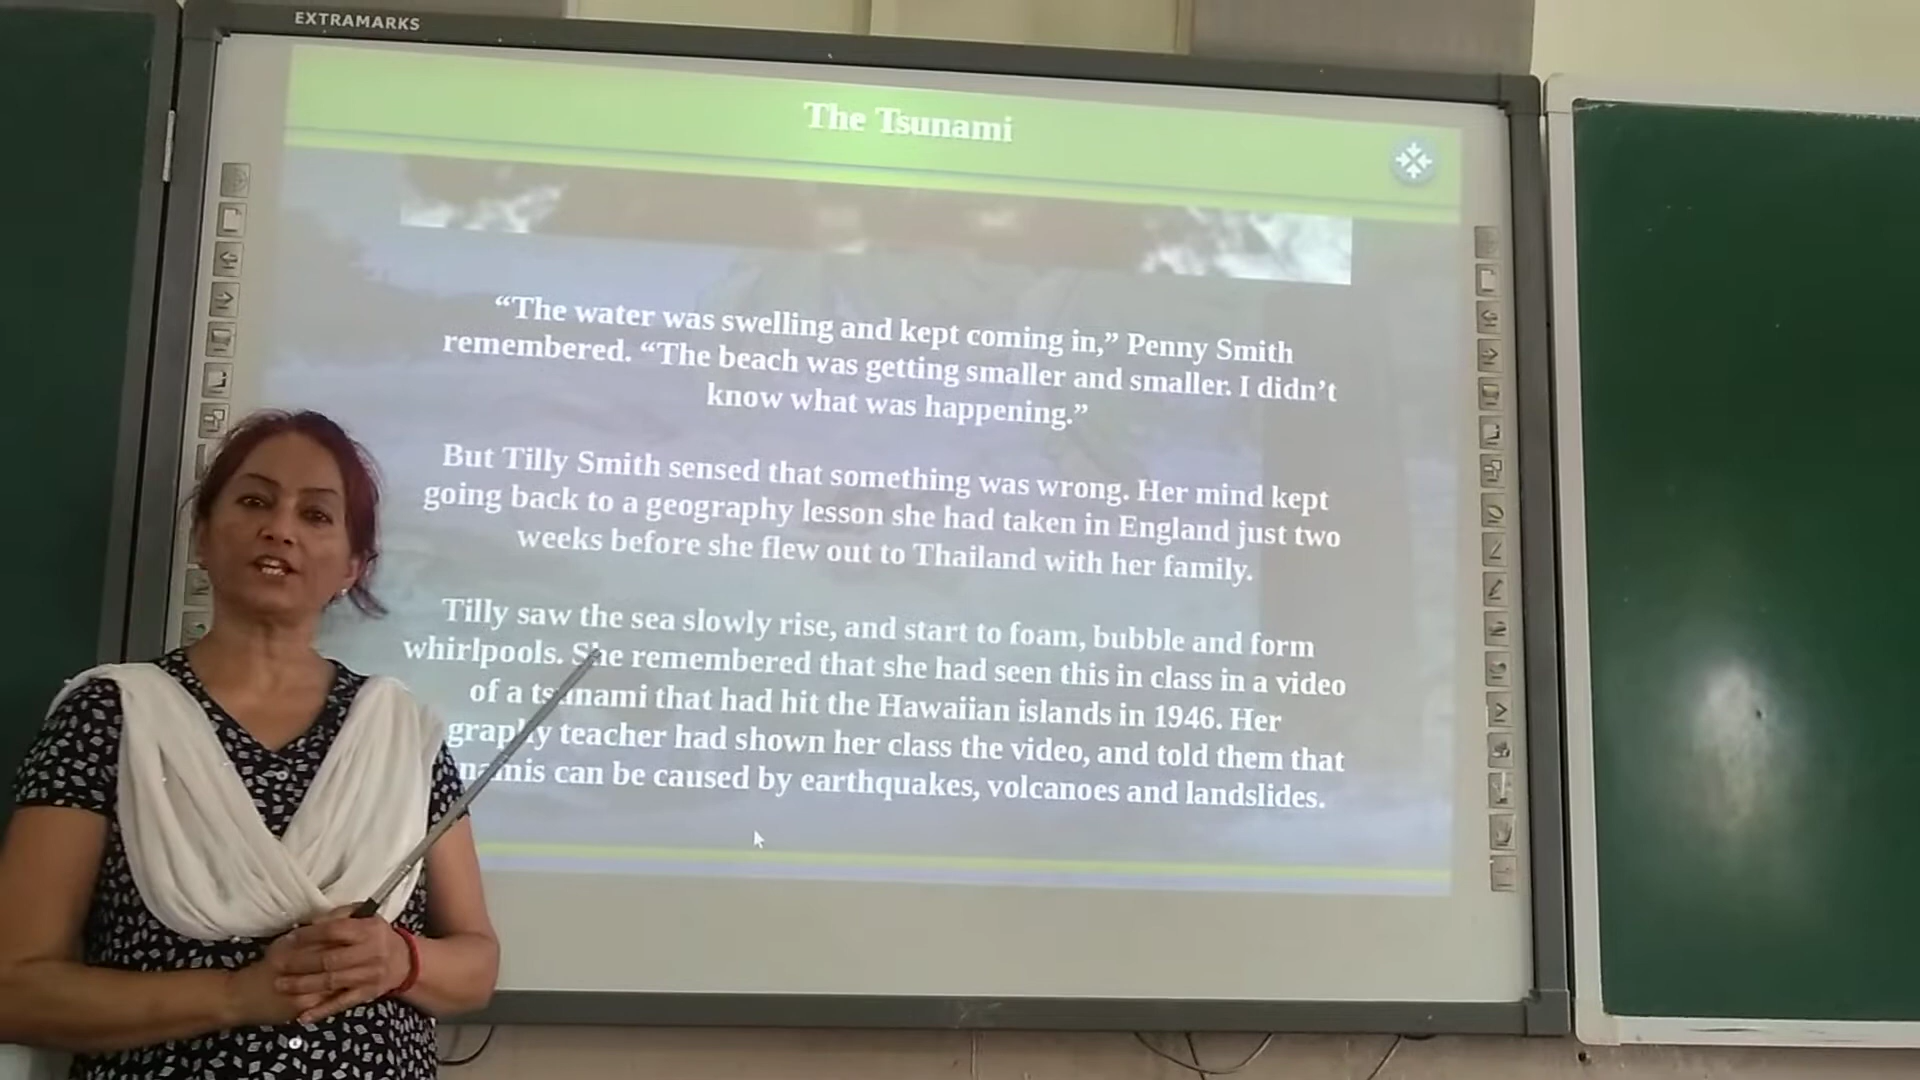 EXTRAMARKS
The Tsunami
“The water was swelling and kept coming in,” Penny Smith
remembered. “The beach was getting smaller and smaller. I didn’t
know what was happening.”
But Tilly Smith sensed that something was wrong. Her mind kept
going back to a geography lesson she had taken in England just two
weeks before she flew out to Thailand with her family.
Tilly saw the sea slowly rise, and start to foam, bubble and form
whirlpools. She remembered that she had seen this in class in a video
of a tsunami that had hit the Hawaiian islands in 1946. Her
graphy teacher had shown her class the video, and told them that
namis can be caused by earthquakes, volcanoes and landslides.